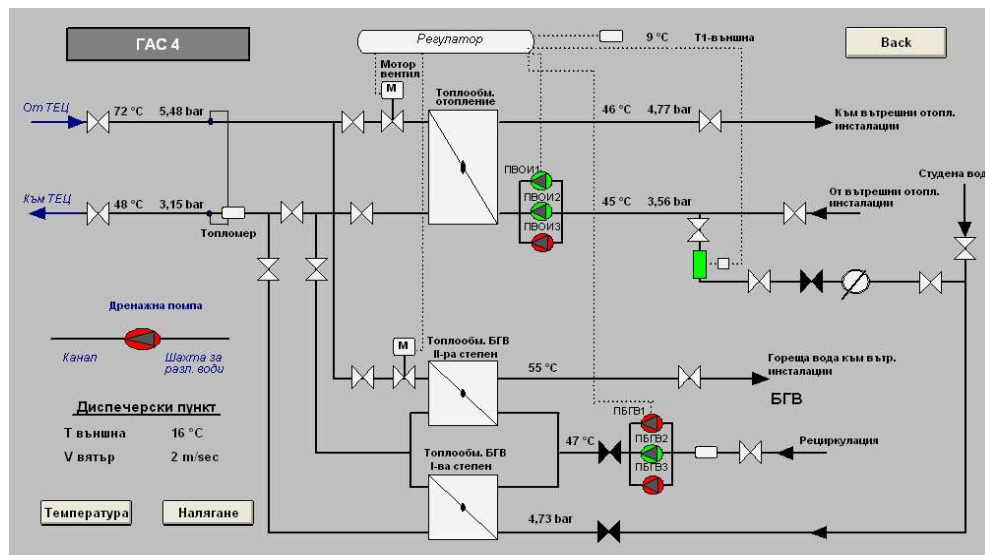 ГАС 4
Регулатор
9 °C
T1-външна
Back
Мотор
вентил
M
От ТЕЦ
72 °C
5,48 bar
Топлообм.
отопление
46 °C
4,77 bar
Към вътрешни отопл.
инсталации
ПВОИ1
ПВОИ2
ПВОИ3
Студена вод
Към ТЕЦ
48 °C
3,15 bar
Топломер
45 °C
3,56 bar
От вътрешни отопл.
инсталации
Дренажна помпа
Канал
Шахта за
разл. води
M
Топлообм. БГВ
II-ра степен
55 °C
Гореща вода към вътр.
инсталации
БГВ
Диспечерски пункт
Т външна
16 °C
V вятър
2 m/sec
ПБГВ1
ПБГВ2
ПБГВ3
47 °C
Рециркулация
Топлообм. БГВ
I-ва степен
4,73 bar
Температура
Налягане